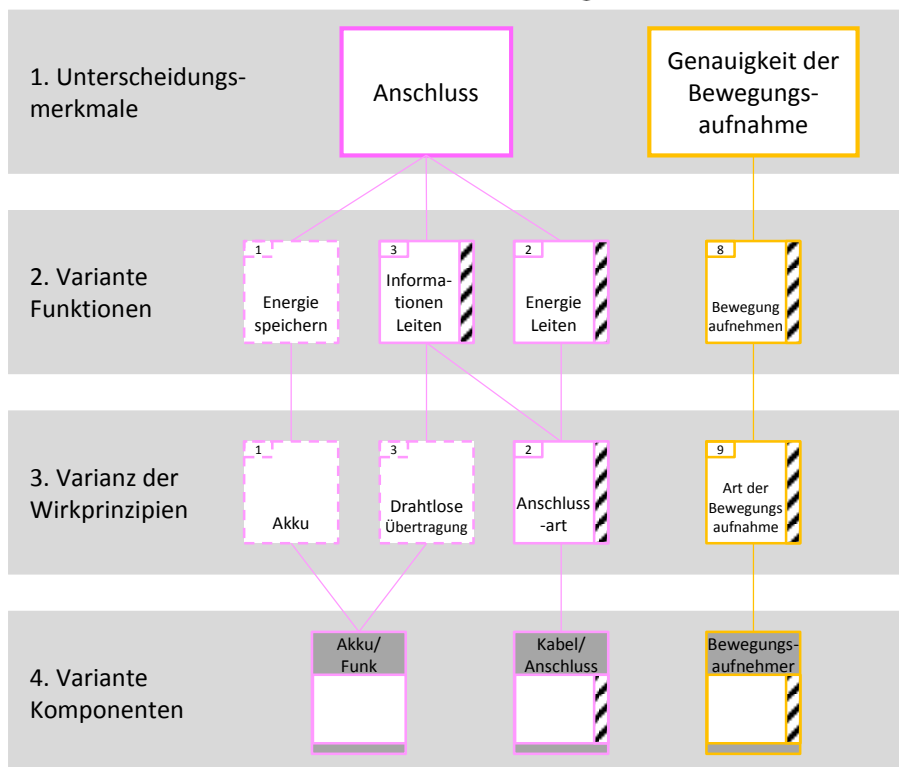 1. Unterscheidungs-
merkmale
Anschluss
Genauigkeit der
Bewegungs-
aufnahme
2. Variante
Funktionen
1
Energie
speichern
3
Informa-
tionen
Leiten
2
Energie
Leiten
8
Bewegung
aufnehmen
3. Varianz der
Wirkprinzipien
1
Akku
3
Drahtlose
Übertragung
2
Anschluss
-art
9
Art der
Bewegungs
aufnahme
4. Variante
Komponenten
Akku/
Funk
Kabel/
Anschluss
Bewegungs-
aufnehmer